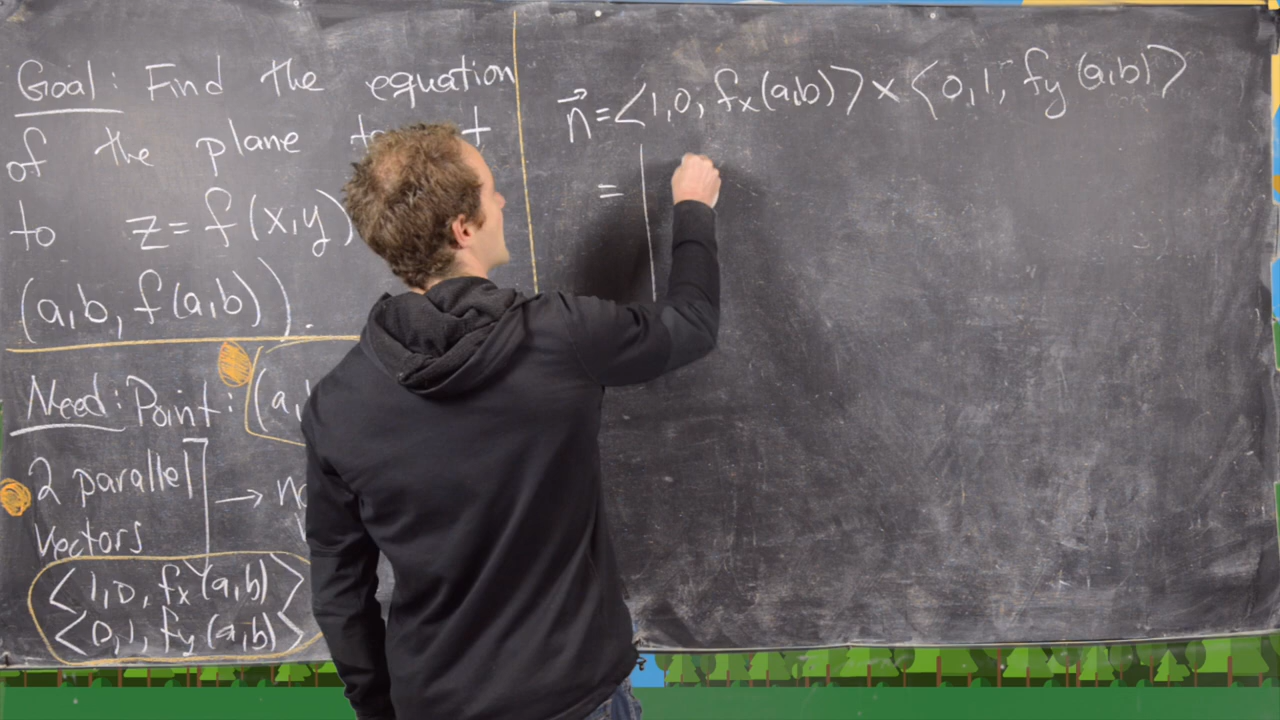 Goal: Find the equation
of the plane
to z=f(x,y)
(a,b, f(a,b)).
Need: Point: (a,
2 parallel →
vectors
<1,0, fx(a,b)>
<0,1, fy(a,b)>
n⃗=<1,0, fx(a,b)>×<0,1, fy(a,b)>
= |